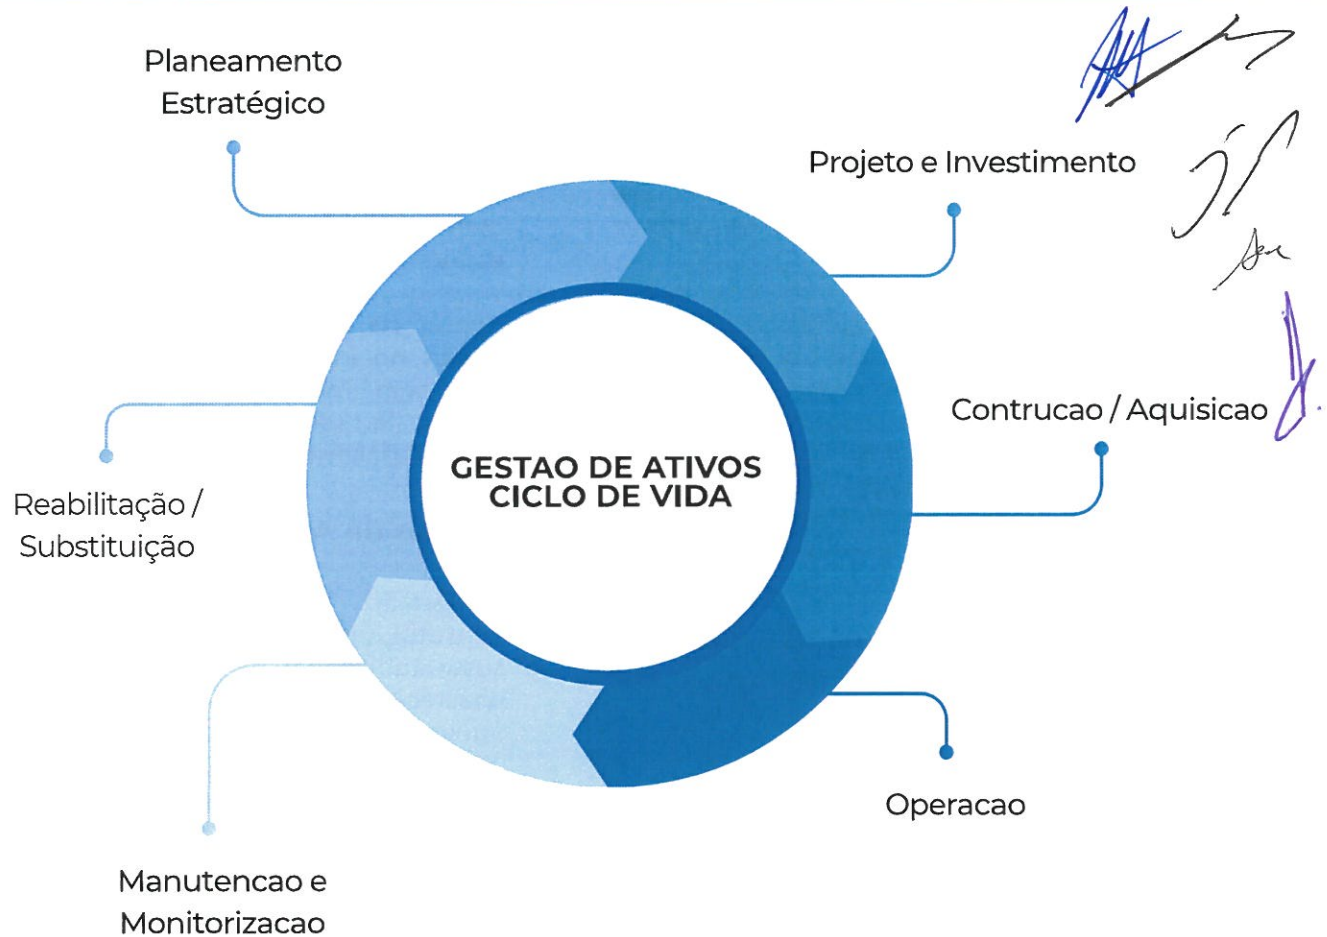 Planeamento
Estratégico
Projeto e Investimento
Contrucao / Aquisicao
GESTAO DE ATIVOS
CICLO DE VIDA
Reabilitação /
Substituição
Operacao
Manutencao e
Monitorizacao